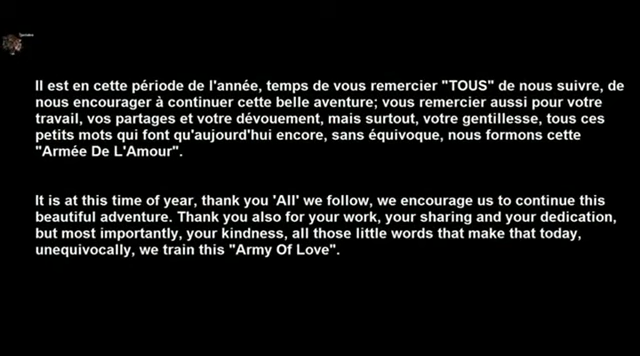 Il est en cette période de l'année, temps de vous remercier "TOUS" de nous suivre, de
nous encourager à continuer cette belle aventure; vous remercier aussi pour votre
travail, vos partages et votre dévouement, mais surtout, votre gentillesse, tous ces
petits mots qui font qu'aujourd'hui encore, sans équivoque, nous formons cette
"Armée De L'Amour".
It is at this time of year, thank you 'All' we follow, we encourage us to continue this
beautiful adventure. Thank you also for your work, your sharing and your dedication,
but most importantly, your kindness, all those little words that make that today,
unequivocally, we train this "Army Of Love".